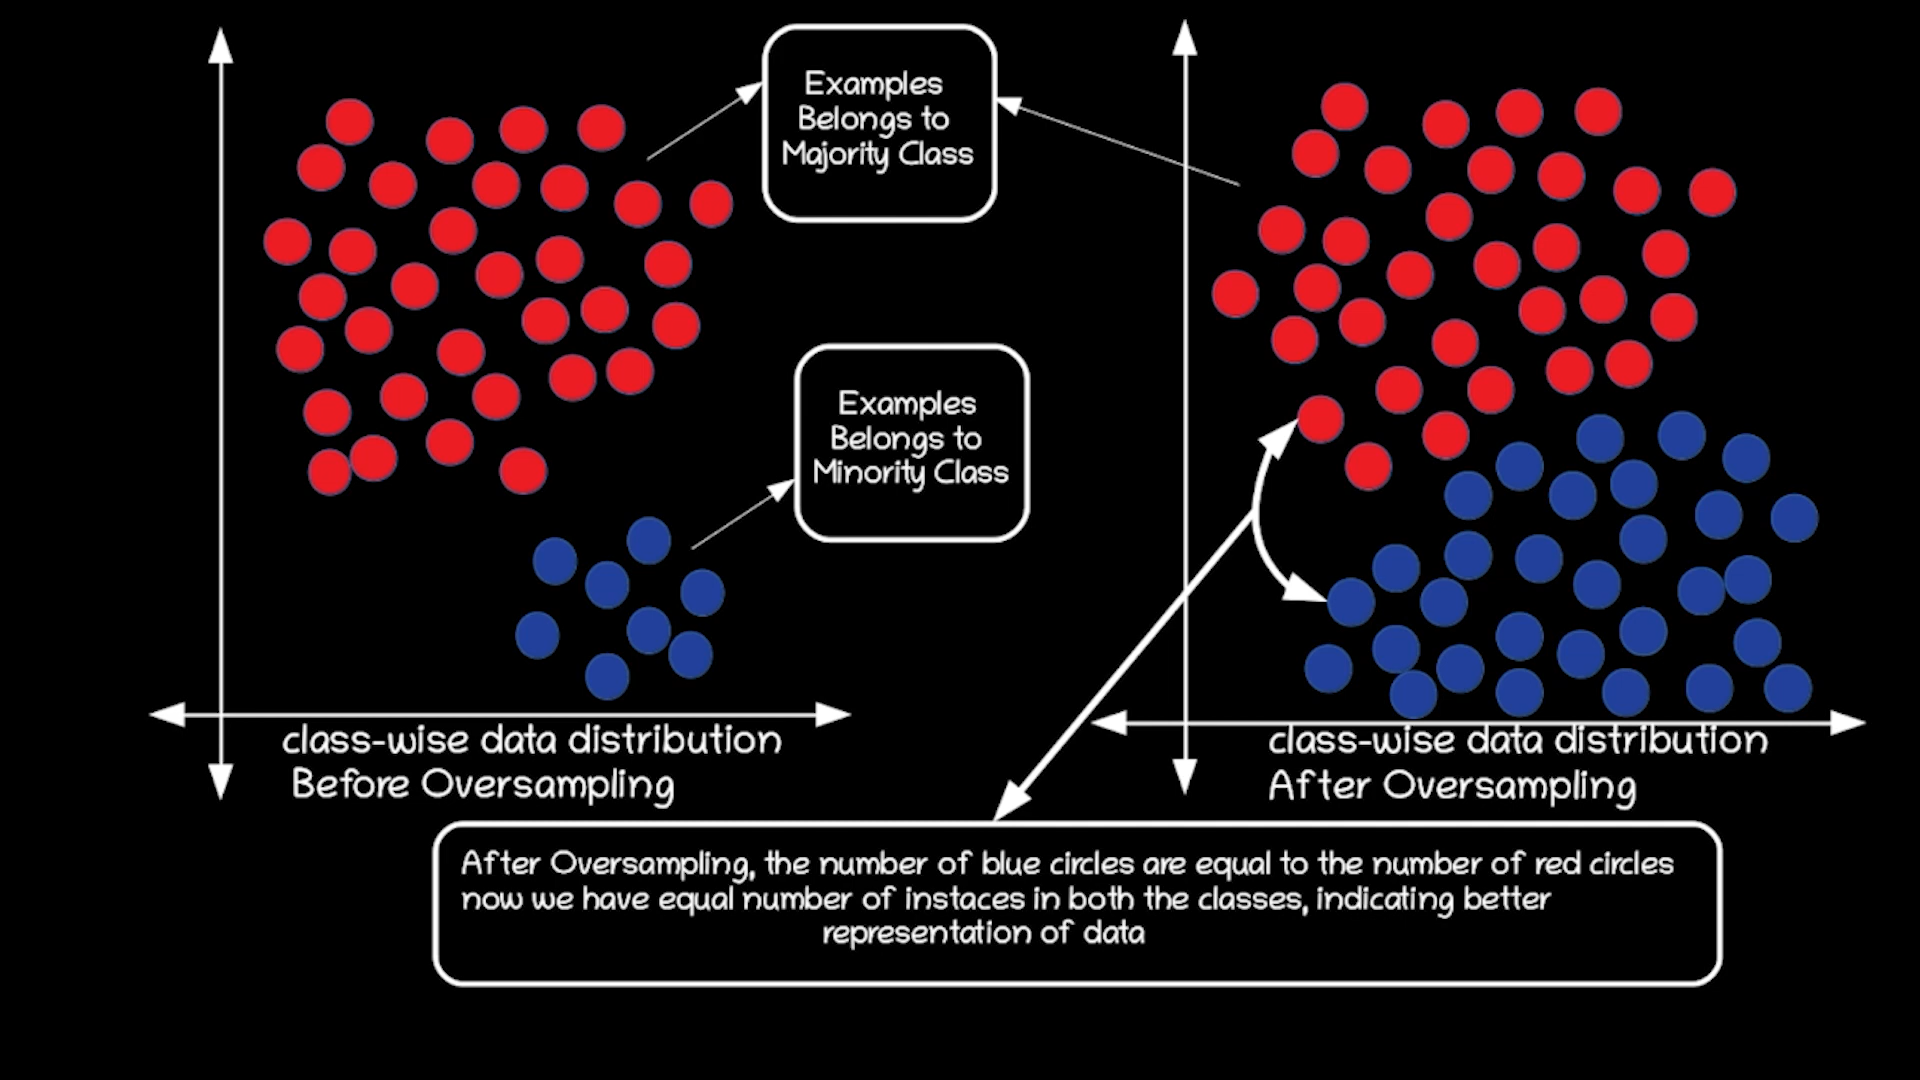 Examples
Belongs to
Majority Class
Examples
Belongs to
Minority Class
class-wise data distribution
Before Oversampling
class-wise data distribution
After Oversampling
After Oversampling, the number of blue circles are equal to the number of red circles
now we have equal number of instaces in both the classes, indicating better
representation of data